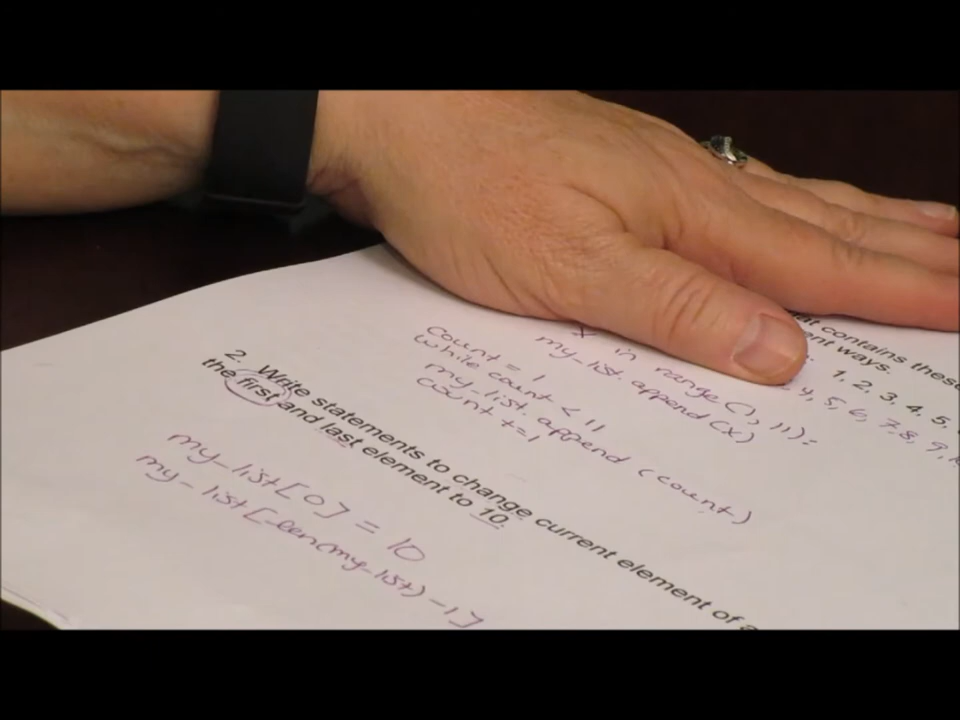 contains these
ent ways.
1, 2, 3, 4, 5,
4, 5, 6, 7, 8, 9,
x in range(1, 11):
my_list.append(x)
Count = 1
while count < 11
my_list.append (count)
count += 1
2. Write statements to change current element of a
the first and last element to 10.
my_list[0] = 10
my_list[len(my_list) -1]